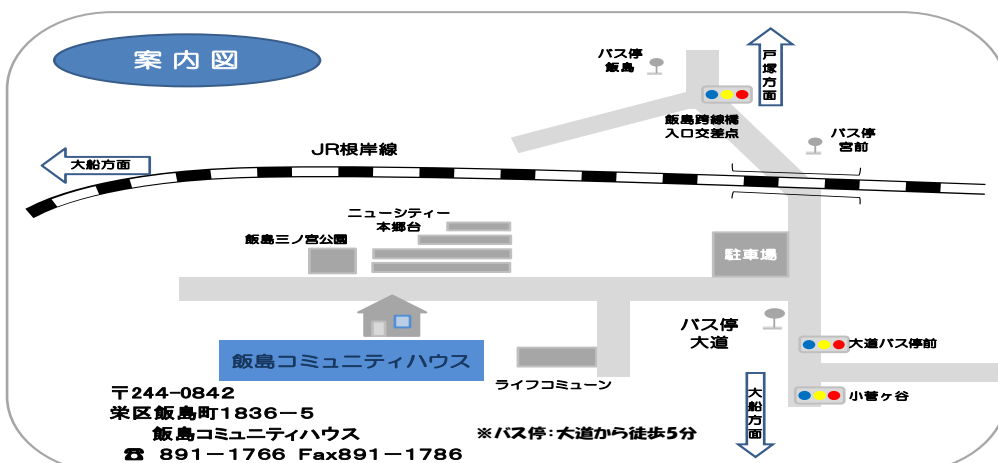 案内図
バス停
飯島
戸塚方面
飯島跨線橋
入口交差点
バス停
宮前
JR根岸線
大船方面
ニューシティー
本郷台
飯島三ノ宮公園
駐車場
バス停
大道
大道バス停前
飯島コミュニティハウス
ライフコミューン
大船方面
小菅ヶ谷
〒244-0842
栄区飯島町1836-5
飯島コミュニティハウス
※バス停:大道から徒歩5分
☎ 891-1766 Fax891-1786